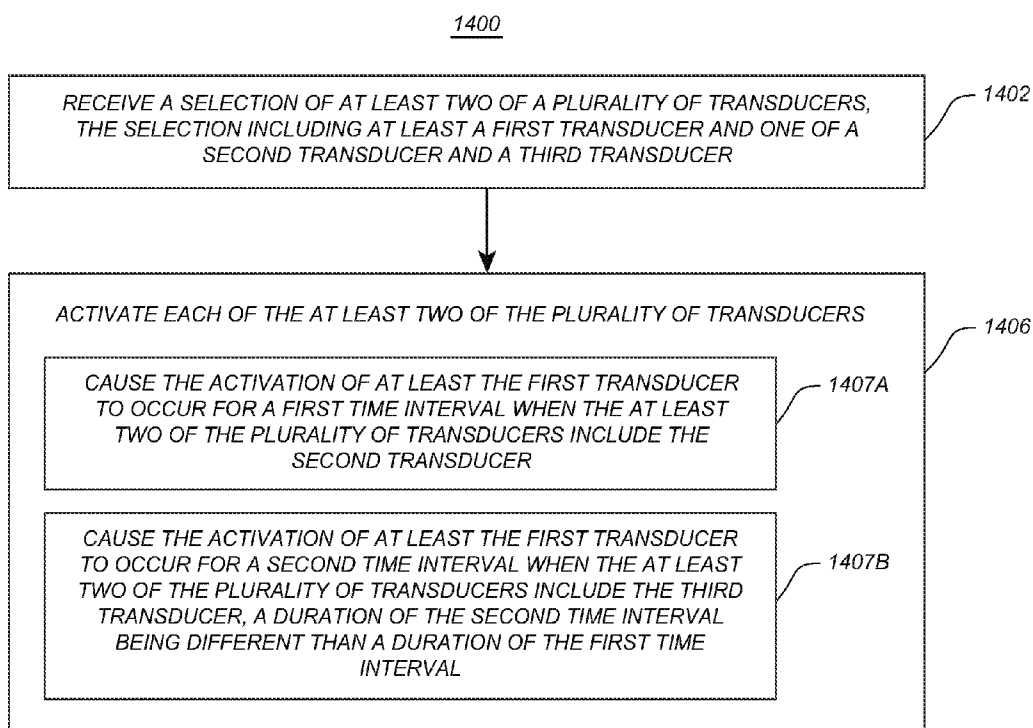 1400
RECEIVE A SELECTION OF AT LEAST TWO OF A PLURALITY OF TRANSDUCERS,
THE SELECTION INCLUDING AT LEAST A FIRST TRANSDUCER AND ONE OF A
SECOND TRANSDUCER AND A THIRD TRANSDUCER
1402
ACTIVATE EACH OF THE AT LEAST TWO OF THE PLURALITY OF TRANSDUCERS
1406
CAUSE THE ACTIVATION OF AT LEAST THE FIRST TRANSDUCER
TO OCCUR FOR A FIRST TIME INTERVAL WHEN THE AT LEAST
TWO OF THE PLURALITY OF TRANSDUCERS INCLUDE THE
SECOND TRANSDUCER
1407A
CAUSE THE ACTIVATION OF AT LEAST THE FIRST TRANSDUCER
TO OCCUR FOR A SECOND TIME INTERVAL WHEN THE AT LEAST
TWO OF THE PLURALITY OF TRANSDUCERS INCLUDE THE THIRD
TRANSDUCER, A DURATION OF THE SECOND TIME INTERVAL
BEING DIFFERENT THAN A DURATION OF THE FIRST TIME
INTERVAL
1407B